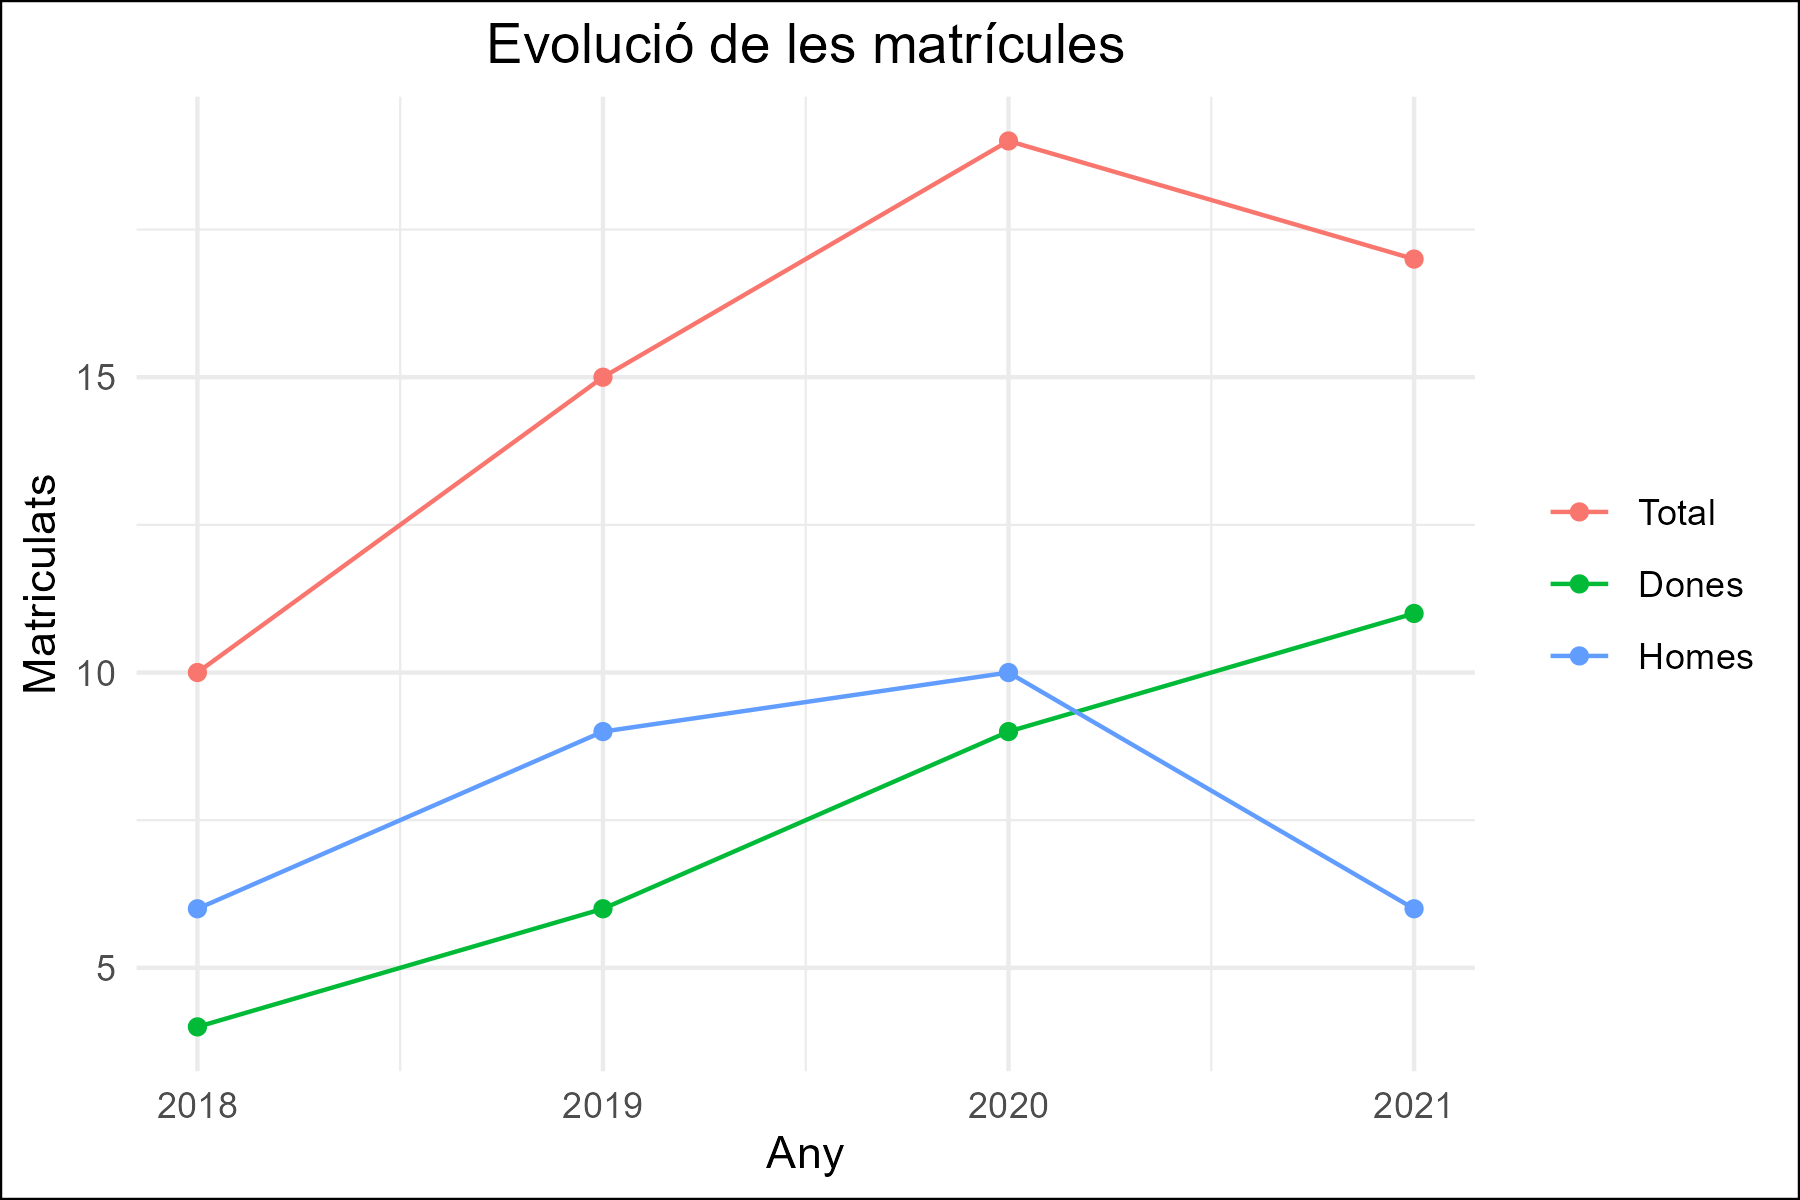 Evolució de les matrícules
Matriculats
15
10
5
2018
2019
2020
2021
Any
Total
Dones
Homes